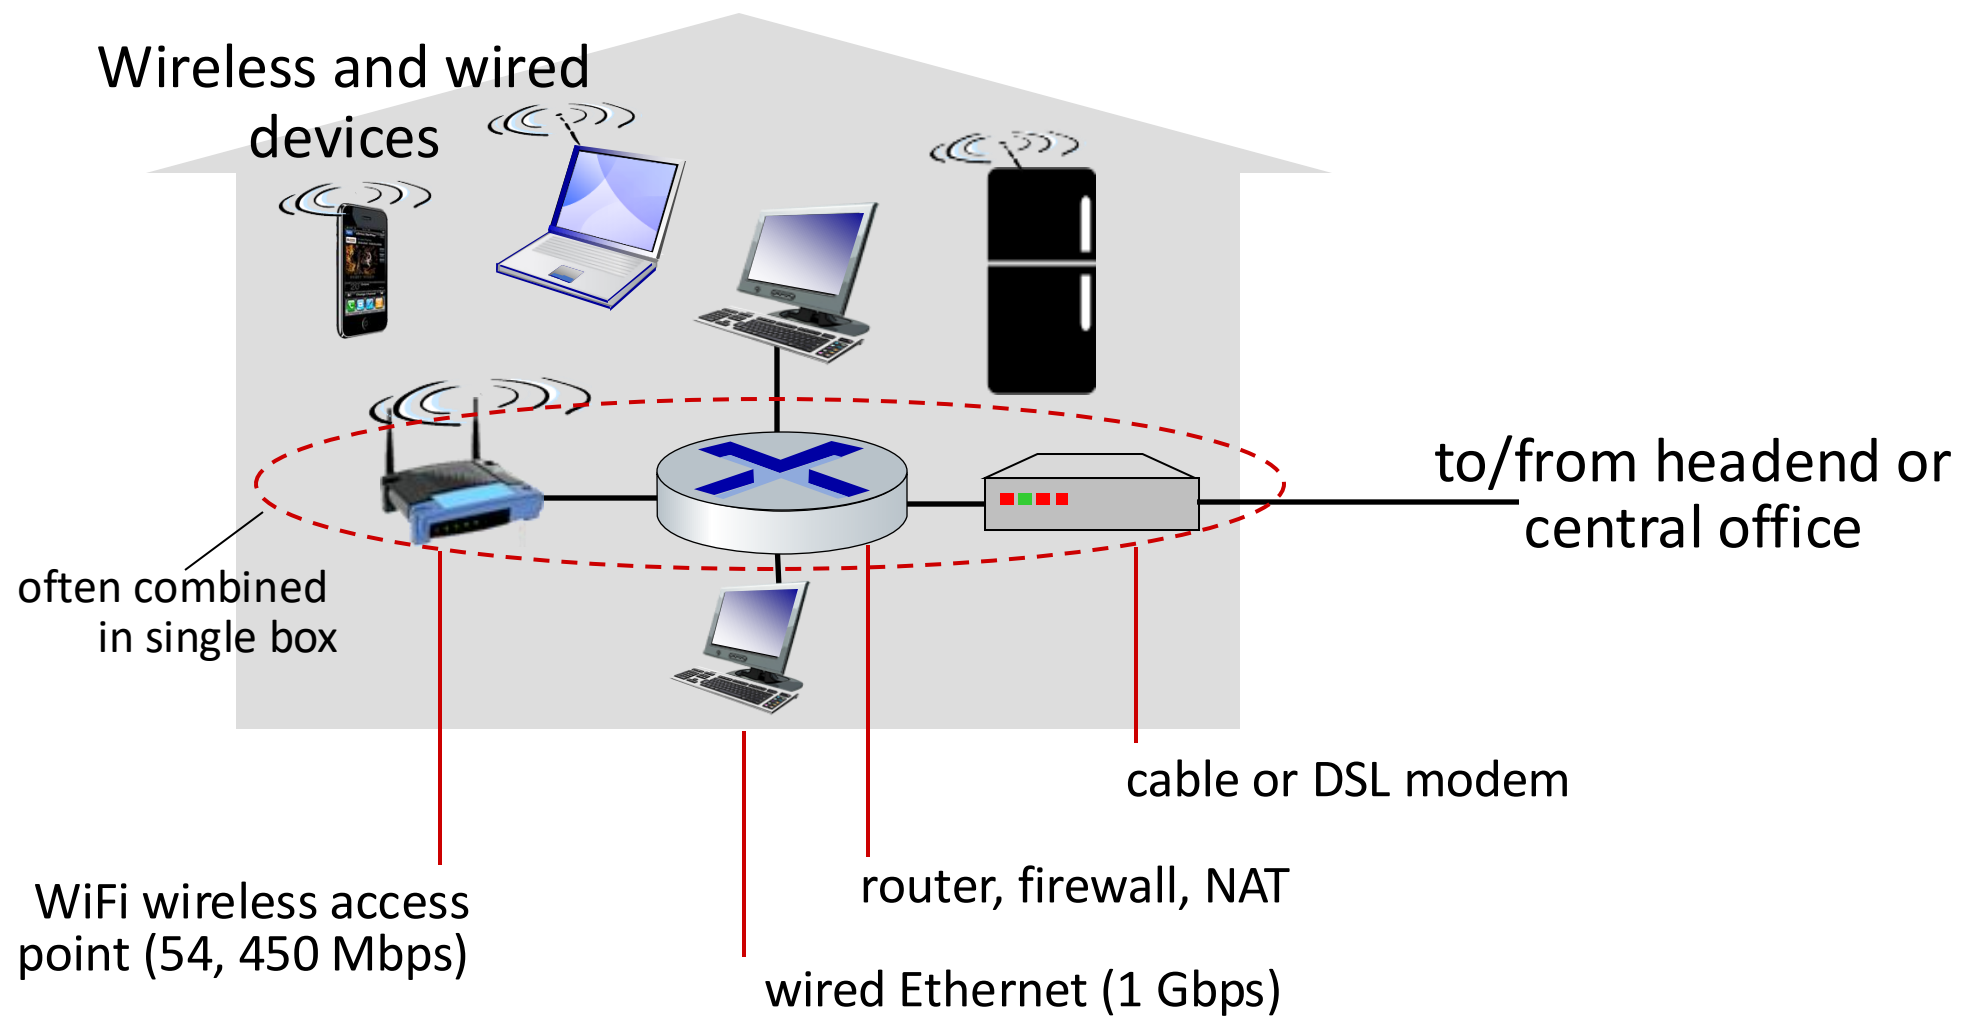 Wireless and wired
devices
to/from headend or
central office
often combined
in single box
cable or DSL modem
router, firewall, NAT
WiFi wireless access
point (54, 450 Mbps)
wired Ethernet (1 Gbps)